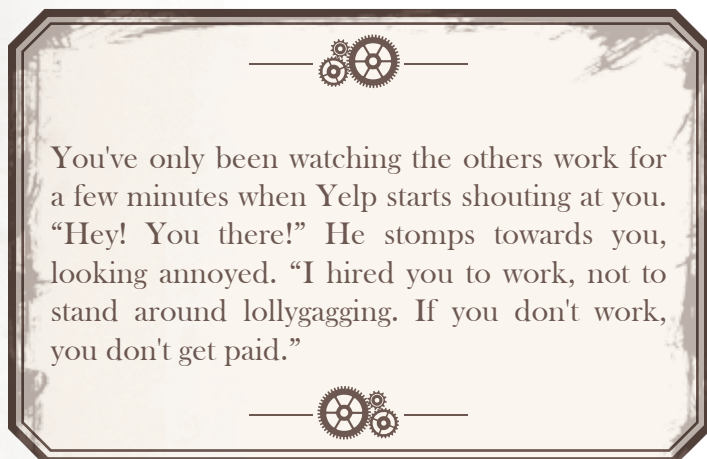 You've only been watching the others work for
a few minutes when Yelp starts shouting at you.
“Hey! You there!” He stomps towards you,
looking annoyed. “I hired you to work, not to
stand around lollygagging. If you don't work,
you don't get paid.”